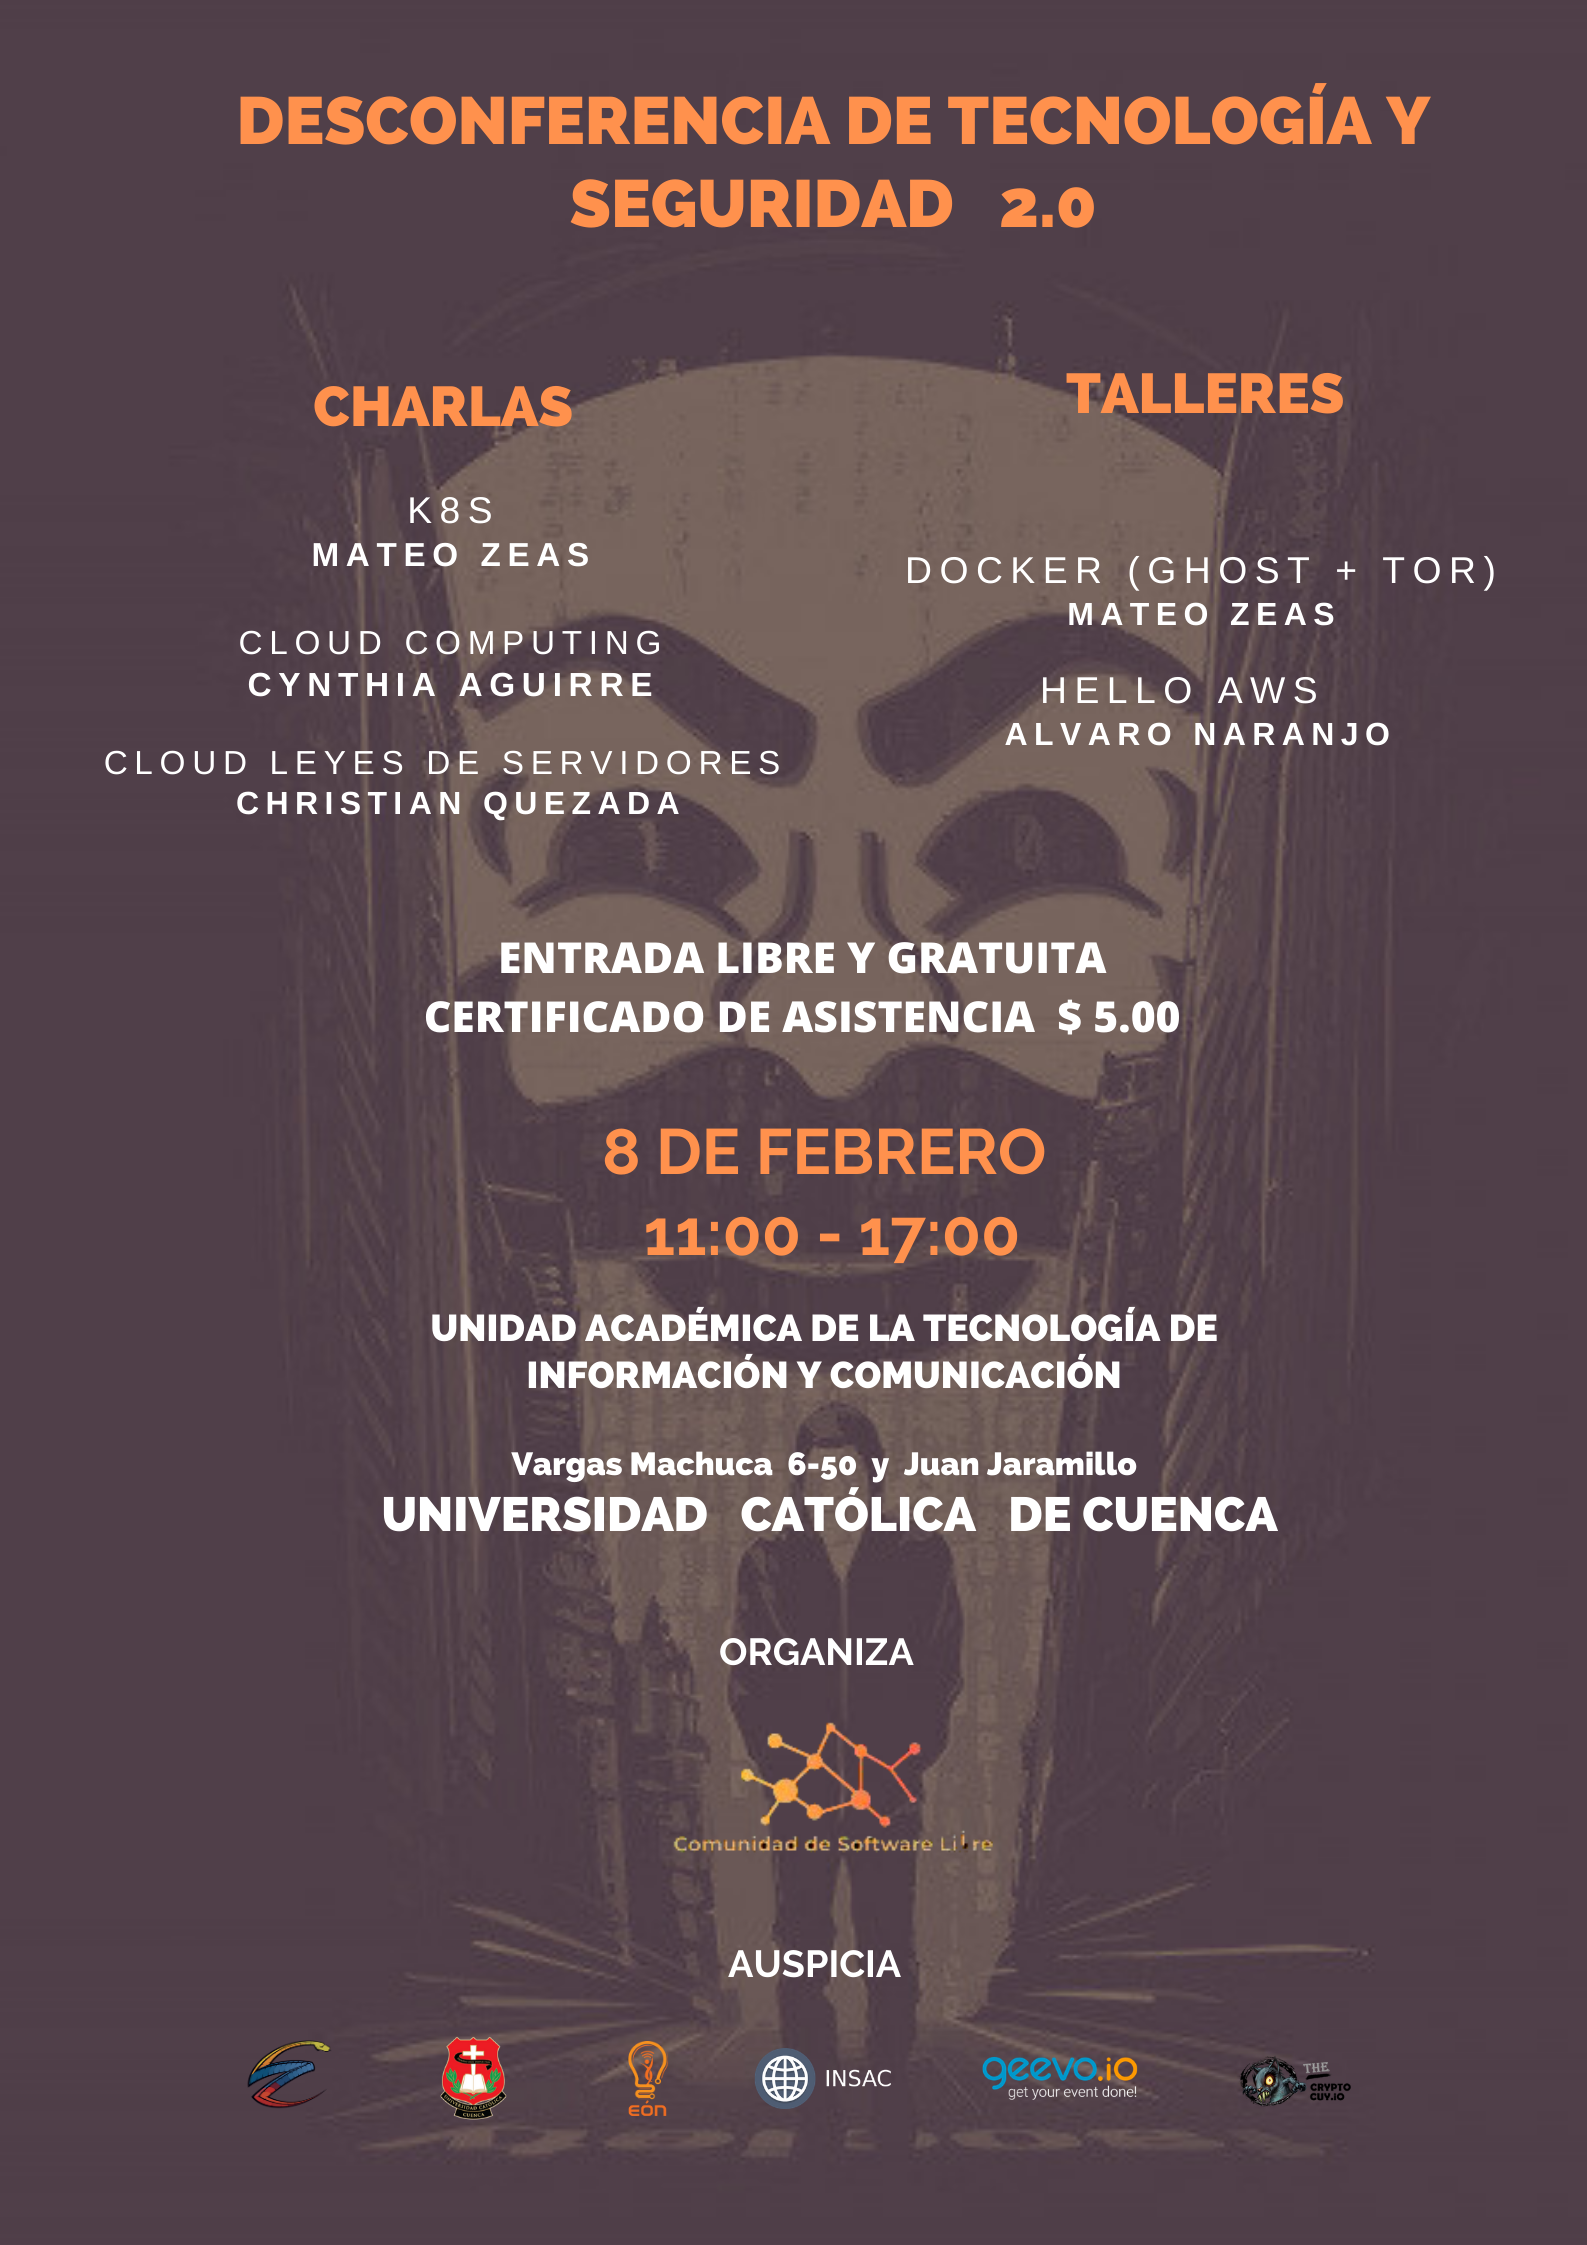 DESCONFERENCIA DE TECNOLOGÍA Y
SEGURIDAD 2.0
CHARLAS
K8S
MATEO ZEAS
CLOUD COMPUTING
CYNTHIA AGUIRRE
CLOUD LEYES DE SERVIDORES
CHRISTIAN QUEZADA
TALLERES
DOCKER (GHOST + TOR)
MATEO ZEAS
HELLO AWS
ALVARO NARANJO
ENTRADA LIBRE Y GRATUITA
CERTIFICADO DE ASISTENCIA $ 5.00
8 DE FEBRERO
11:00 - 17:00
UNIDAD ACADÉMICA DE LA TECNOLOGÍA DE
INFORMACIÓN Y COMUNICACIÓN
Vargas Machuca 6-50 y Juan Jaramillo
UNIVERSIDAD CATÓLICA DE CUENCA
ORGANIZA
Comunidad de Software Libre
AUSPICIA
UNIVERSIDAD CATÓLICA
CUENCA
EÓN
INSAC
geevo.io
get your event done!
THE
CRYPTO
CUY.IO